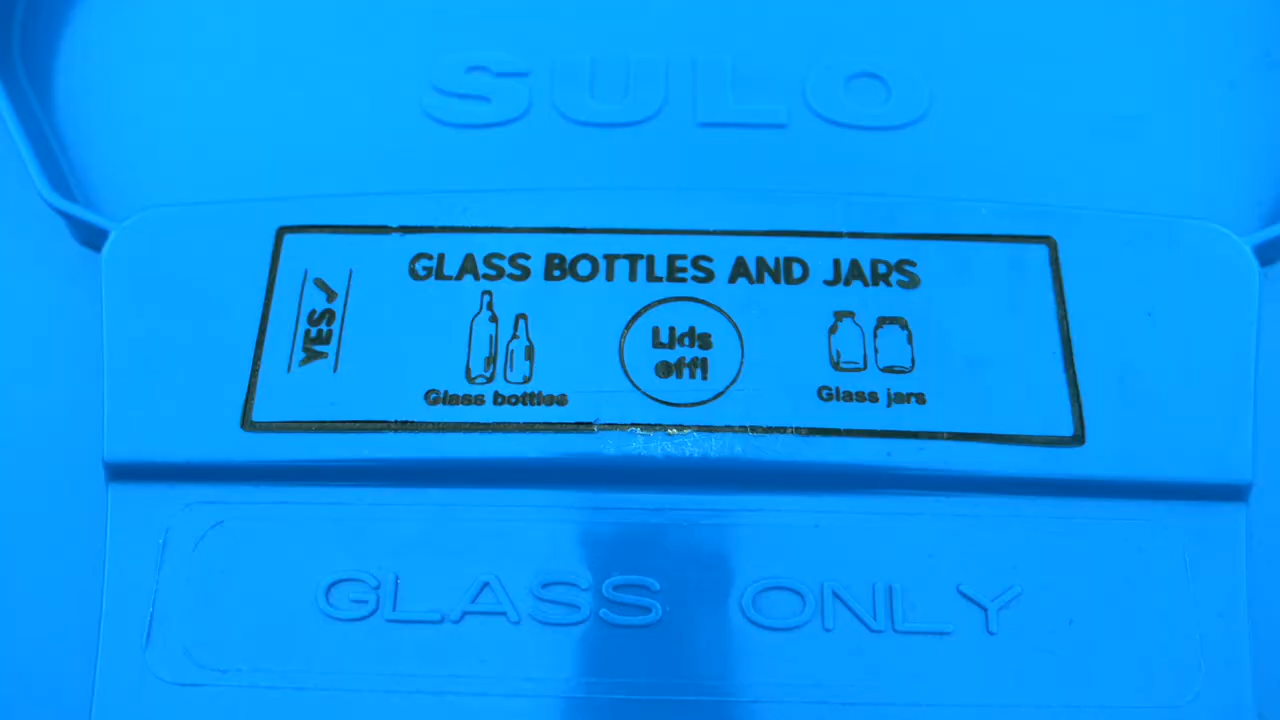 SULO
GLASS BOTTLES AND JARS
YES
Lids
off!
Glass bottles
Glass jars
GLASS ONLY